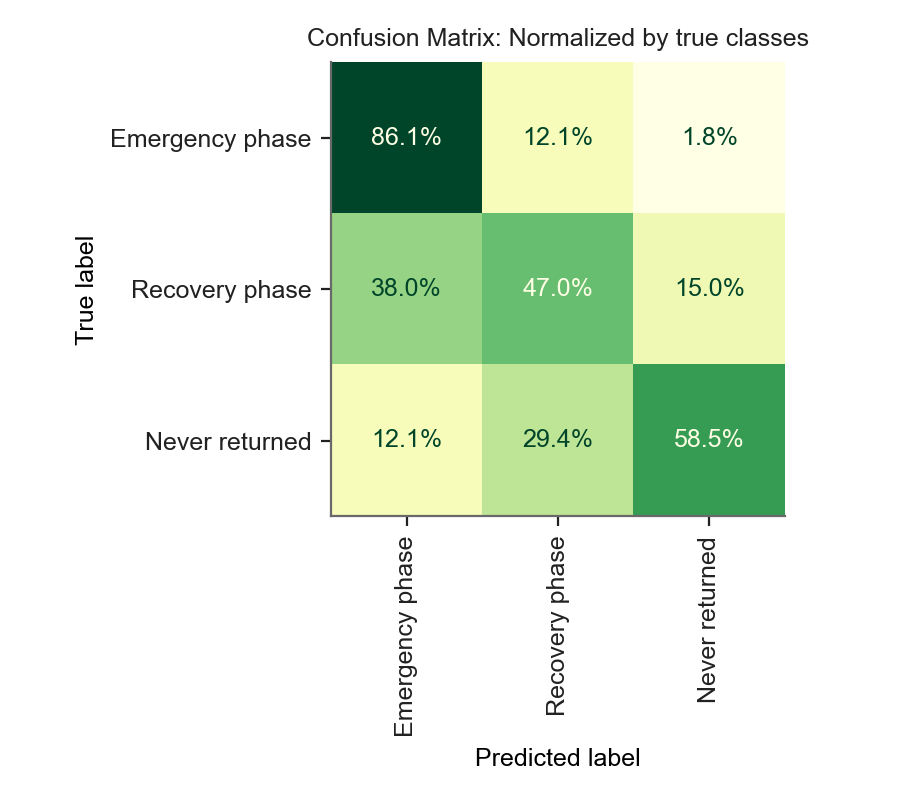 Confusion Matrix: Normalized by true classes
True label
Emergency phase 86.1% 12.1% 1.8%
Recovery phase 38.0% 47.0% 15.0%
Never returned 12.1% 29.4% 58.5%
Emergency phase
Recovery phase
Never returned
Predicted label